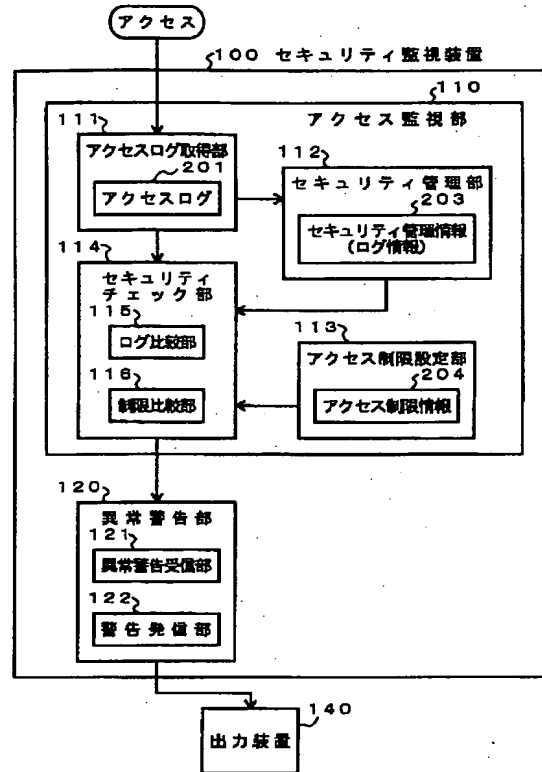 アクセス
100 セキュリティ監視装置
110
アクセス監視部
111
アクセスログ取得部
201
アクセスログ
112
セキュリティ管理部
203
セキュリティ管理情報
(ログ情報)
114
セキュリティ
チェック部
115
ログ比較部
116
制限比較部
113
アクセス制限設定部
204
アクセス制限情報
120
異常警告部
121
異常警告受信部
122
警告発信部
140
出力装置